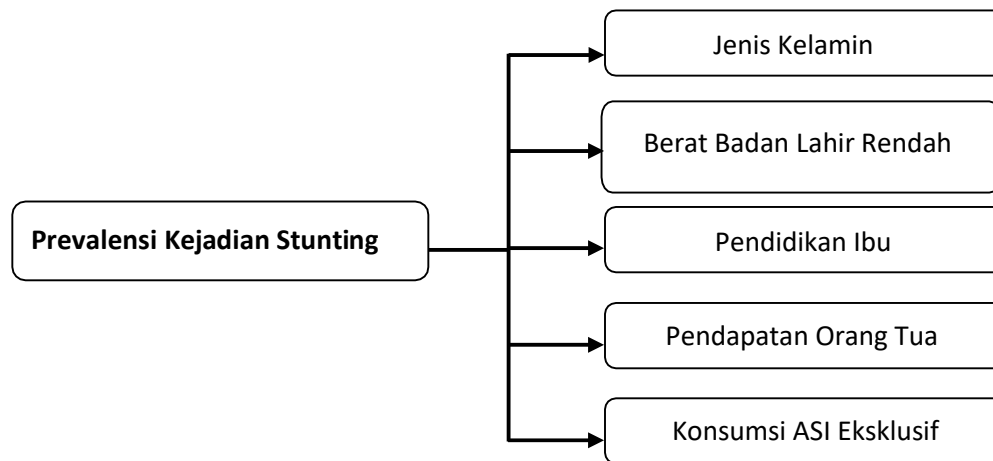 Jenis Kelamin
Berat Badan Lahir Rendah
Prevalensi Kejadian Stunting
Pendidikan Ibu
Pendapatan Orang Tua
Konsumsi ASI Eksklusif